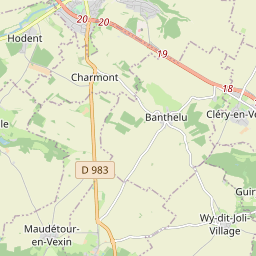 20
20
Hodent
19
Charmont
18
Banthelu
Cléry-en-Ve
lle
D 983
Guir
Wy-dit-Joli-
Village
Maudétour-
en-Vexin